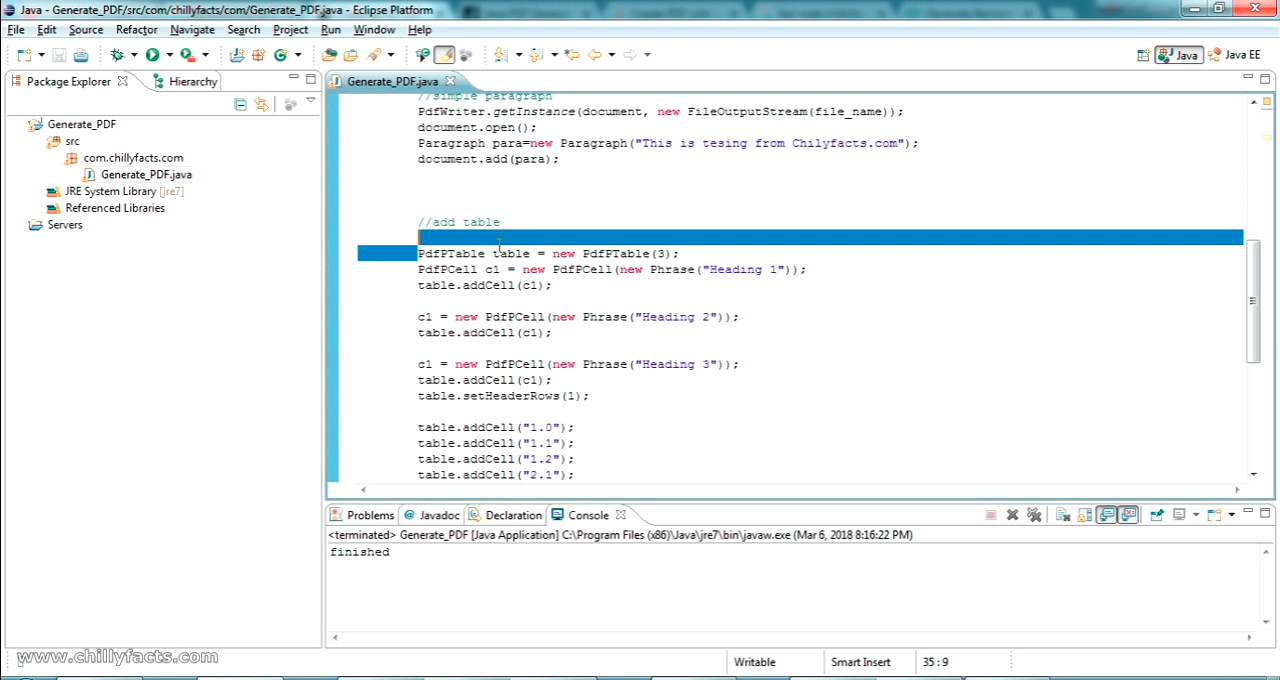 Java - Generate_PDF/src/com/chillyfacts/com/Generate_PDF.java - Eclipse Platform
File Edit Source Refactor Navigate Search Project Run Window Help
Java Java EE
Package Explorer Hierarchy
Generate_PDF.java
Generate_PDF
src
com.chillyfacts.com
Generate_PDF.java
JRE System Library [jre7]
Referenced Libraries
Servers
//simple paragraph
PdfWriter.getInstance(document, new FileOutputStream(file_name));
document.open();
Paragraph para=new Paragraph("This is tesing from Chilyfacts.com");
document.add(para);
//add table
PdfPTable table = new PdfPTable(3);
PdfPCell c1 = new PdfPCell(new Phrase("Heading 1"));
table.addCell(c1);
c1 = new PdfPCell(new Phrase("Heading 2"));
table.addCell(c1);
c1 = new PdfPCell(new Phrase("Heading 3"));
table.addCell(c1);
table.setHeaderRows(1);
table.addCell("1.0");
table.addCell("1.1");
table.addCell("1.2");
table.addCell("2.1");
Problems @ Javadoc Declaration Console
<terminated> Generate_PDF [Java Application] C:\Program Files (x86)\Java\jre7\bin\javaw.exe (Mar 6, 2018 8:16:22 PM)
finished
www.chillyfacts.com
Writable Smart Insert 35 : 9